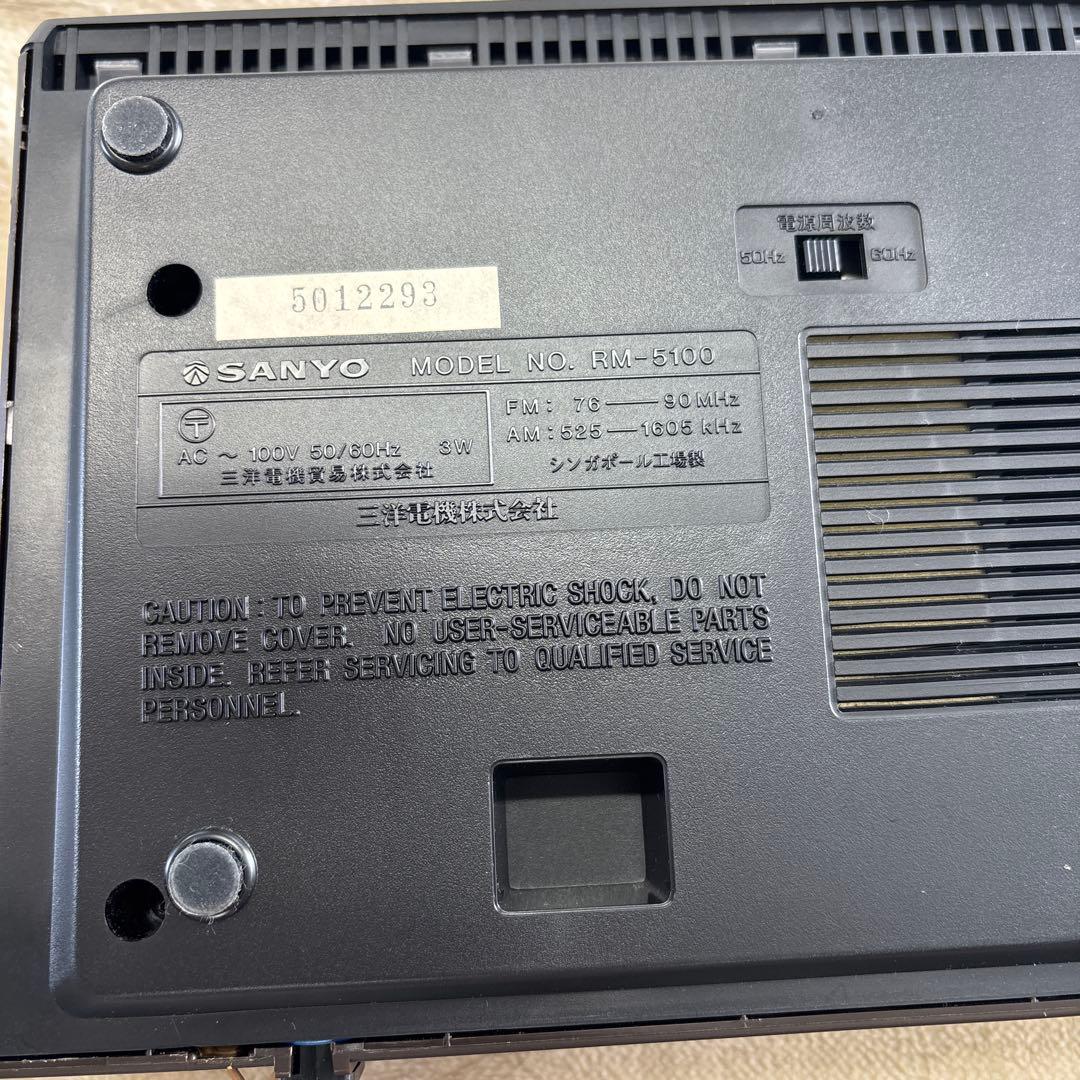 電源周波数
50Hz 60Hz
5012293
SANYO MODEL NO. RM-5100
〒
AC ~ 100V 50/60Hz 3W
三洋電機貿易株式会社
FM: 76—90MHz
AM: 525—1605 kHz
シンガポール工場製
三洋電機株式会社
CAUTION : TO PREVENT ELECTRIC SHOCK, DO NOT
REMOVE COVER. NO USER-SERVICEABLE PARTS
INSIDE. REFER SERVICING TO QUALIFIED SERVICE
PERSONNEL.